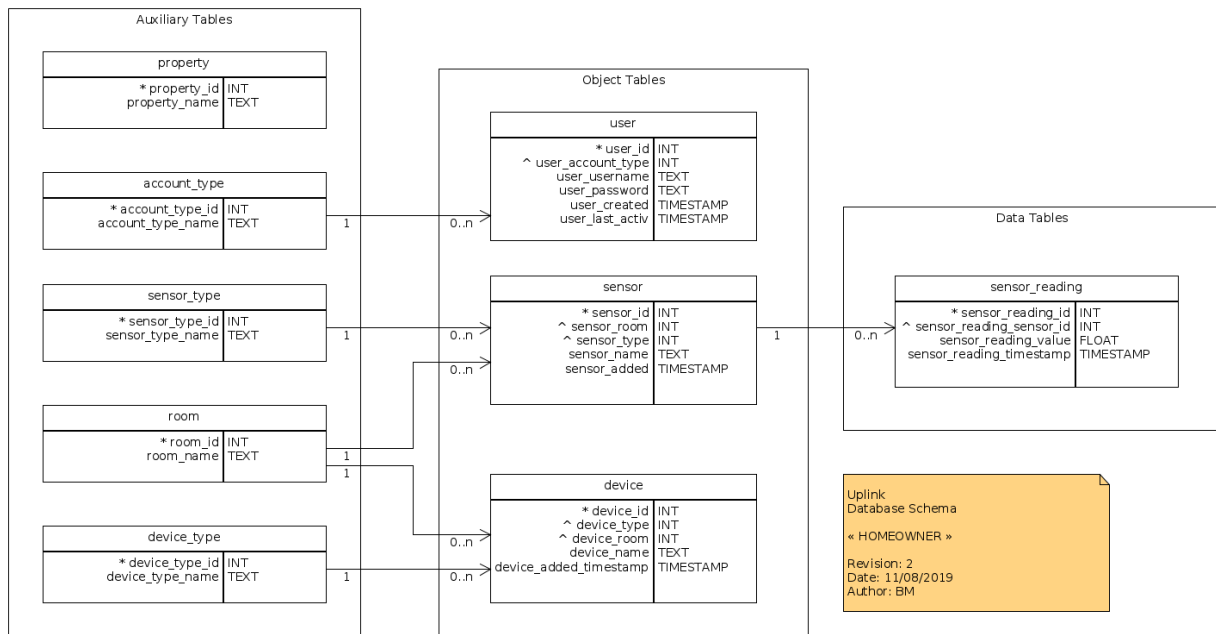 Auxiliary Tables
property
* property_id INT
property_name TEXT
account_type
* account_type_id INT
account_type_name TEXT
1
0..n
sensor_type
* sensor_type_id INT
sensor_type_name TEXT
1
0..n
room
* room_id INT
room_name TEXT
1
1
0..n
0..n
device_type
* device_type_id INT
device_type_name TEXT
1
0..n
Object Tables
user
* user_id INT
^ user_account_type INT
user_username TEXT
user_password TEXT
user_created TIMESTAMP
user_last_activ TIMESTAMP
sensor
* sensor_id INT
^ sensor_room INT
^ sensor_type INT
sensor_name TEXT
sensor_added TIMESTAMP
1
0..n
device
* device_id INT
^ device_type INT
^ device_room INT
device_name TEXT
device_added_timestamp TIMESTAMP
Data Tables
sensor_reading
* sensor_reading_id INT
^ sensor_reading_sensor_id INT
sensor_reading_value FLOAT
sensor_reading_timestamp TIMESTAMP
Uplink
Database Schema
« HOMEOWNER »
Revision: 2
Date: 11/08/2019
Author: BM